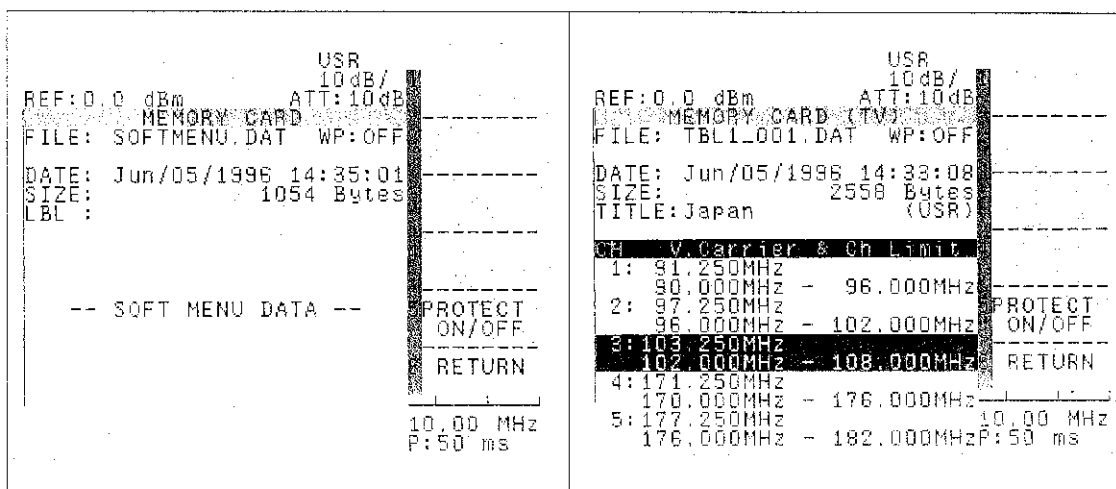 USR
10dB/
REF:0.0 dBm ATT:10dB
MEMORY CARD
FILE: SOFTMENU.DAT WP:OFF
DATE: Jun/05/1996 14:35:01
SIZE: 1054 Bytes
LBL :
-- SOFT MENU DATA --
PROTECT
ON/OFF
RETURN
10.00 MHz
P:50 ms
USR
10dB/
REF:0.0 dBm ATT:10dB
MEMORY CARD (TV)
FILE: TBL1_001.DAT WP:OFF
DATE: Jun/05/1996 14:33:08
SIZE: 2558 Bytes
TITLE:Japan (USR)
CH V.Carrier & Ch Limit
1: 91.250MHz
90.000MHz - 96.000MHz
2: 97.250MHz
96.000MHz - 102.000MHz
3:103.250MHz
102.000MHz - 108.000MHz
4:171.250MHz
170.000MHz - 176.000MHz
5:177.250MHz
176.000MHz - 182.000MHz
PROTECT
ON/OFF
RETURN
10.00 MHz
P:50 ms